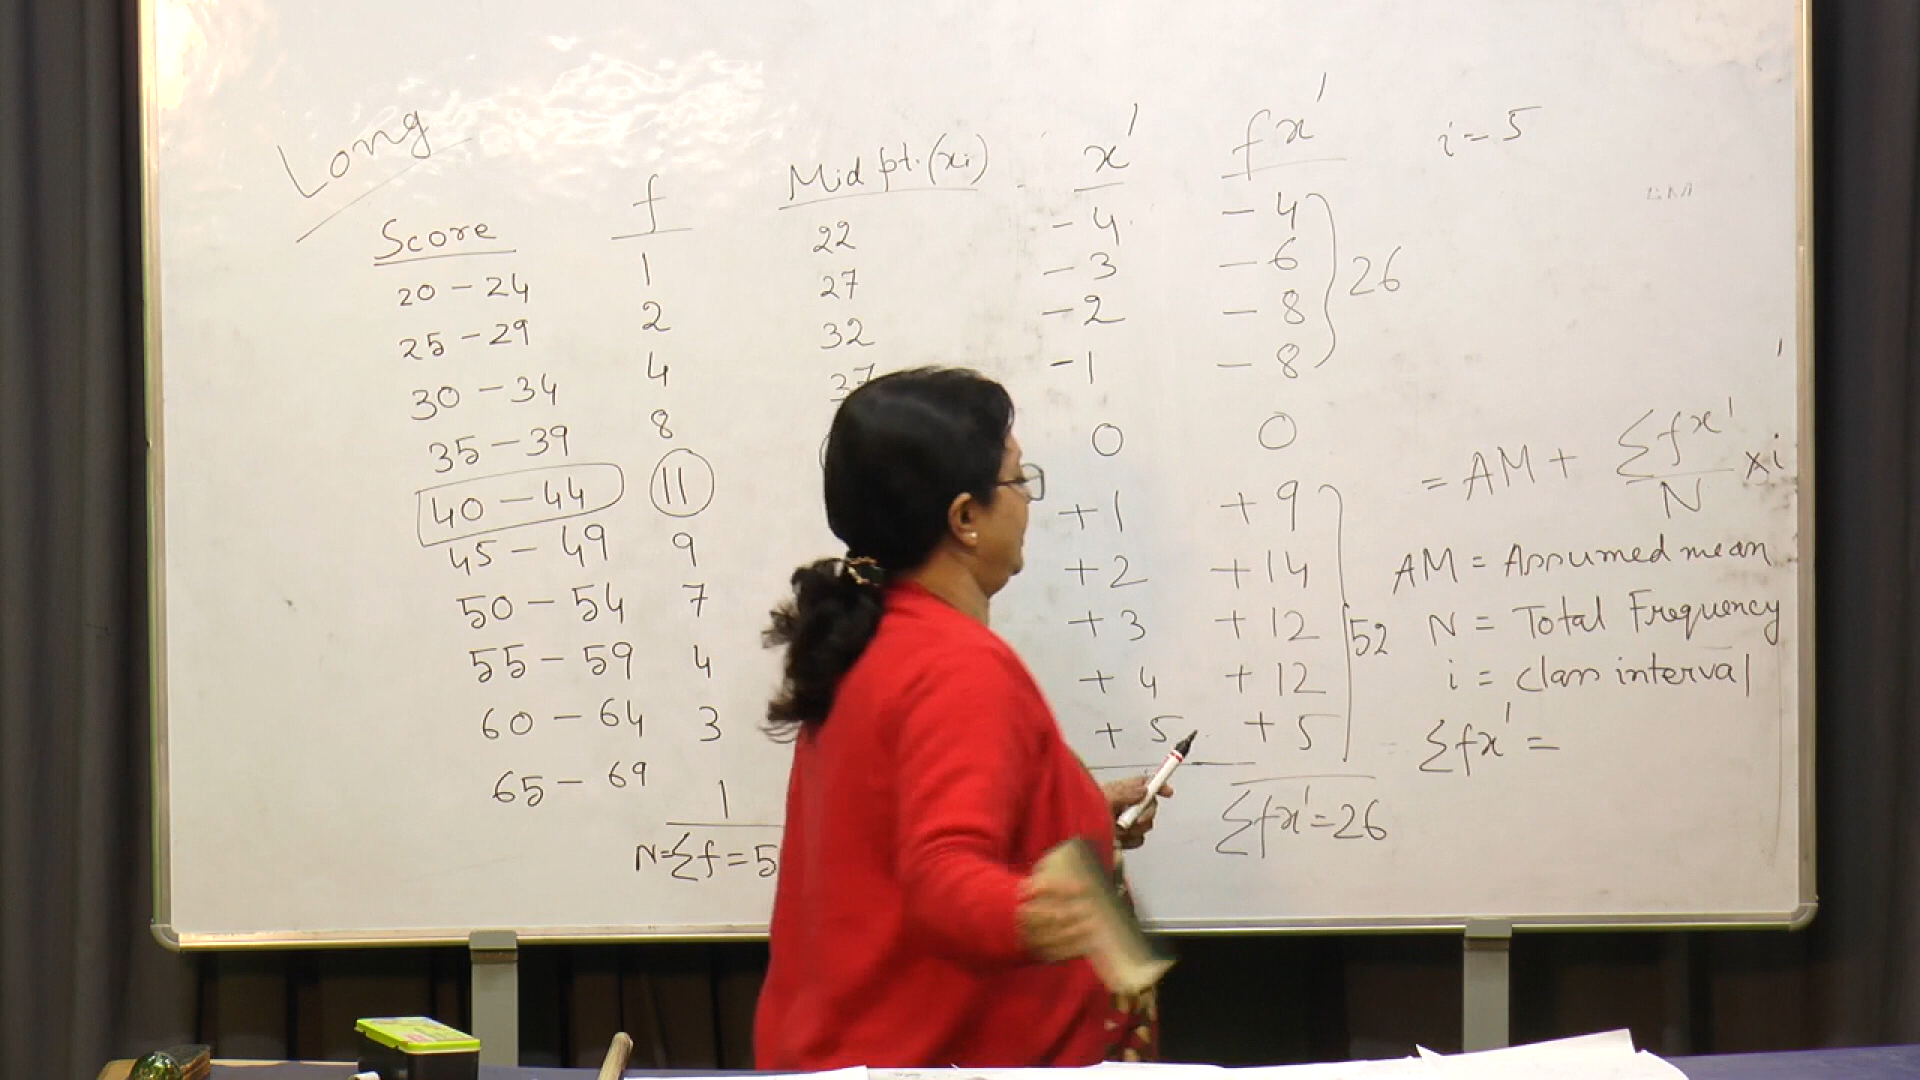 Long
Score f Mid pt. (xi) x' fx' i = 5
20 - 24 1 22 - 4 - 4
25 - 29 2 27 - 3 - 6
30 - 34 4 32 - 2 - 8 26
35 - 39 8 37 - 1 - 8
40 - 44 11 0 0
45 - 49 9 + 1 + 9
50 - 54 7 + 2 + 14
55 - 59 4 + 3 + 12 52
60 - 64 3 + 4 + 12
65 - 69 1 + 5 + 5
N = Σf = 5
Σfx' = 26
= AM + Σfx' / N × i
AM = Assumed mean
N = Total Frequency
i = class interval
Σfx' =